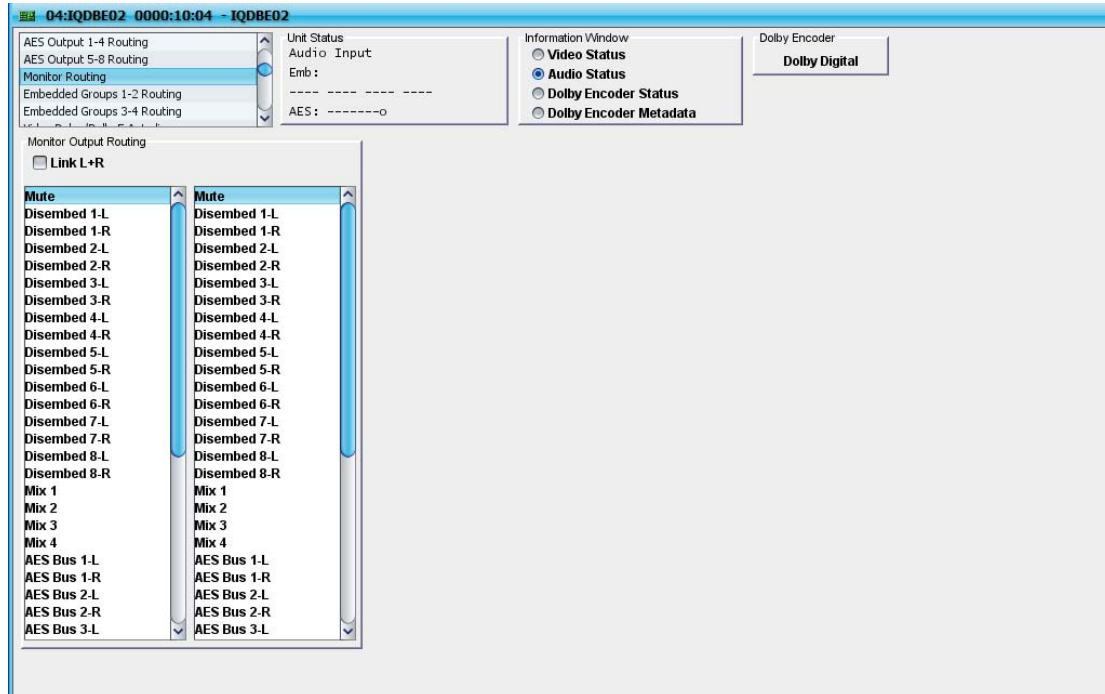 04:IQDBE02 0000:10:04 - IQDBE02
AES Output 1-4 Routing
AES Output 5-8 Routing
Monitor Routing
Embedded Groups 1-2 Routing
Embedded Groups 3-4 Routing
Unit Status
Audio Input
Emb:
---- ---- ---- ----
AES: -------o
Information Window
Video Status
Audio Status
Dolby Encoder Status
Dolby Encoder Metadata
Dolby Encoder
Dolby Digital
Monitor Output Routing
Link L+R
Mute
Disembed 1-L
Disembed 1-R
Disembed 2-L
Disembed 2-R
Disembed 3-L
Disembed 3-R
Disembed 4-L
Disembed 4-R
Disembed 5-L
Disembed 5-R
Disembed 6-L
Disembed 6-R
Disembed 7-L
Disembed 7-R
Disembed 8-L
Disembed 8-R
Mix 1
Mix 2
Mix 3
Mix 4
AES Bus 1-L
AES Bus 1-R
AES Bus 2-L
AES Bus 2-R
AES Bus 3-L
Mute
Disembed 1-L
Disembed 1-R
Disembed 2-L
Disembed 2-R
Disembed 3-L
Disembed 3-R
Disembed 4-L
Disembed 4-R
Disembed 5-L
Disembed 5-R
Disembed 6-L
Disembed 6-R
Disembed 7-L
Disembed 7-R
Disembed 8-L
Disembed 8-R
Mix 1
Mix 2
Mix 3
Mix 4
AES Bus 1-L
AES Bus 1-R
AES Bus 2-L
AES Bus 2-R
AES Bus 3-L